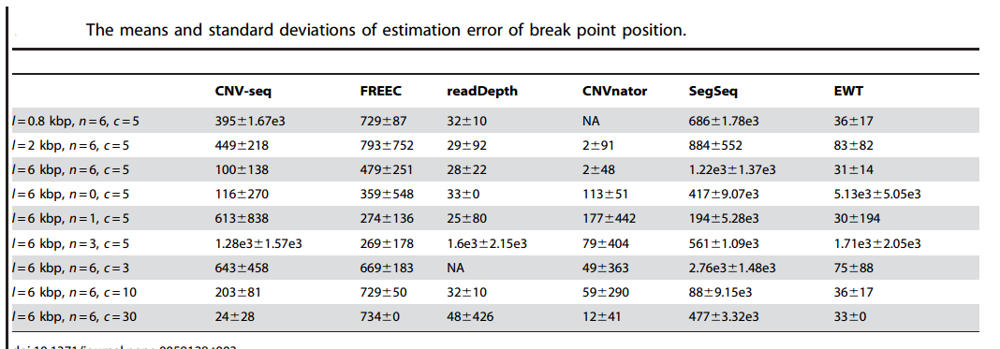 The means and standard deviations of estimation error of break point position.
CNV-seq FREEC readDepth CNVnator SegSeq EWT
l = 0.8 kbp, n = 6, c = 5 395±1.67e3 729±87 32±10 NA 686±1.78e3 36±17
l = 2 kbp, n = 6, c = 5 449±218 793±752 29±92 2±91 884±552 83±82
l = 6 kbp, n = 6, c = 5 100±138 479±251 28±22 2±48 1.22e3±1.37e3 31±14
l = 6 kbp, n = 0, c = 5 116±270 359±548 33±0 113±51 417±9.07e3 5.13e3±5.05e3
l = 6 kbp, n = 1, c = 5 613±838 274±136 25±80 177±442 194±5.28e3 30±194
l = 6 kbp, n = 3, c = 5 1.28e3±1.57e3 269±178 1.6e3±2.15e3 79±404 561±1.09e3 1.71e3±2.05e3
l = 6 kbp, n = 6, c = 3 643±458 669±183 NA 49±363 2.76e3±1.48e3 75±88
l = 6 kbp, n = 6, c = 10 203±81 729±50 32±10 59±290 88±9.15e3 36±17
l = 6 kbp, n = 6, c = 30 24±28 734±0 48±426 12±41 477±3.32e3 33±0